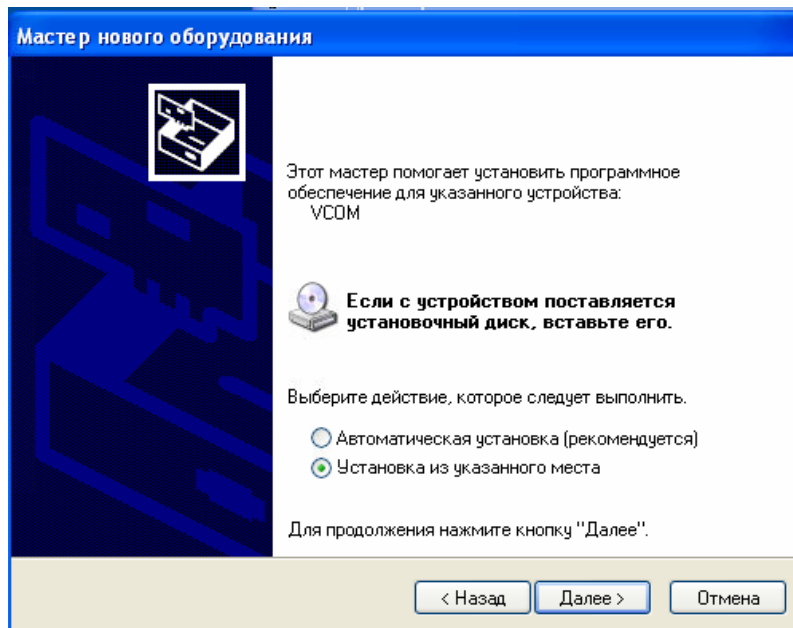 Мастер нового оборудования
Этот мастер помогает установить программное
обеспечение для указанного устройства:
VCOM
Если с устройством поставляется
установочный диск, вставьте его.
Выберите действие, которое следует выполнить.
Автоматическая установка (рекомендуется)
Установка из указанного места
Для продолжения нажмите кнопку "Далее".
< Назад Далее > Отмена